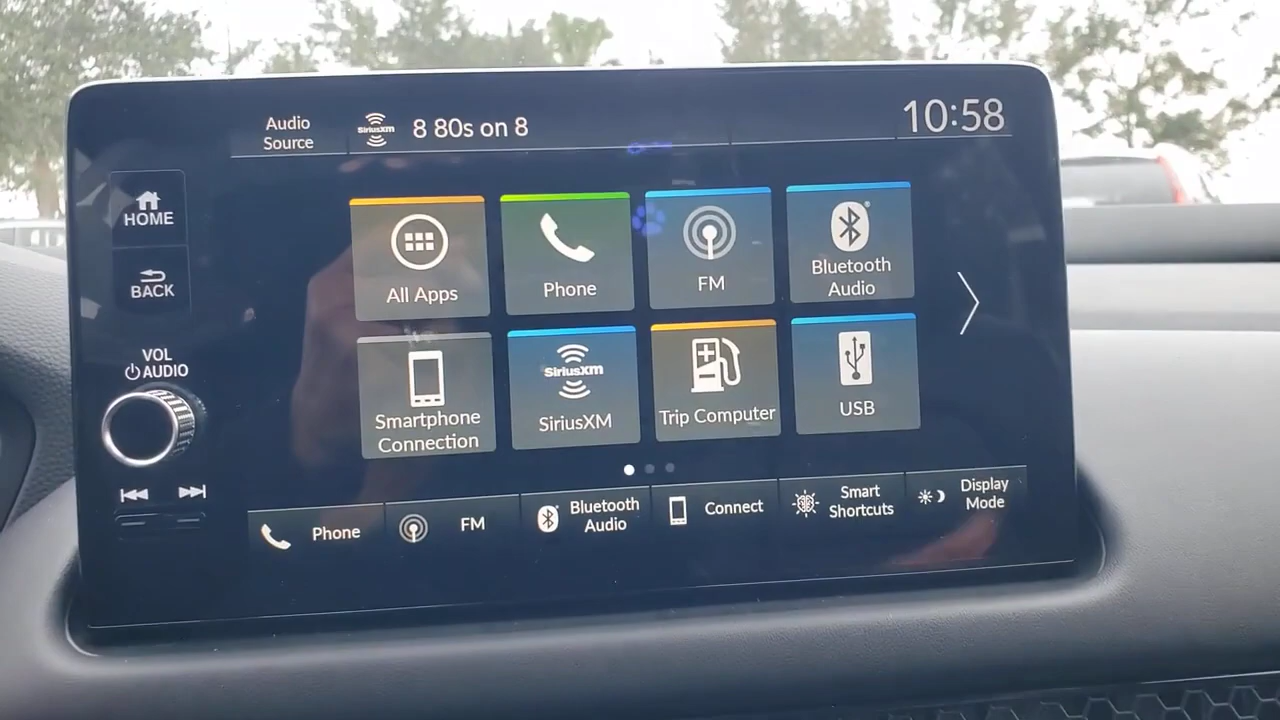 Audio
Source
SiriusXM
8 80s on 8
10:58
HOME
BACK
VOL
AUDIO
All Apps
Phone
FM
Bluetooth
Audio
Smartphone
Connection
SiriusXM
SiriusXM
Trip Computer
USB
Phone
FM
Bluetooth
Audio
Connect
Smart
Shortcuts
Display
Mode